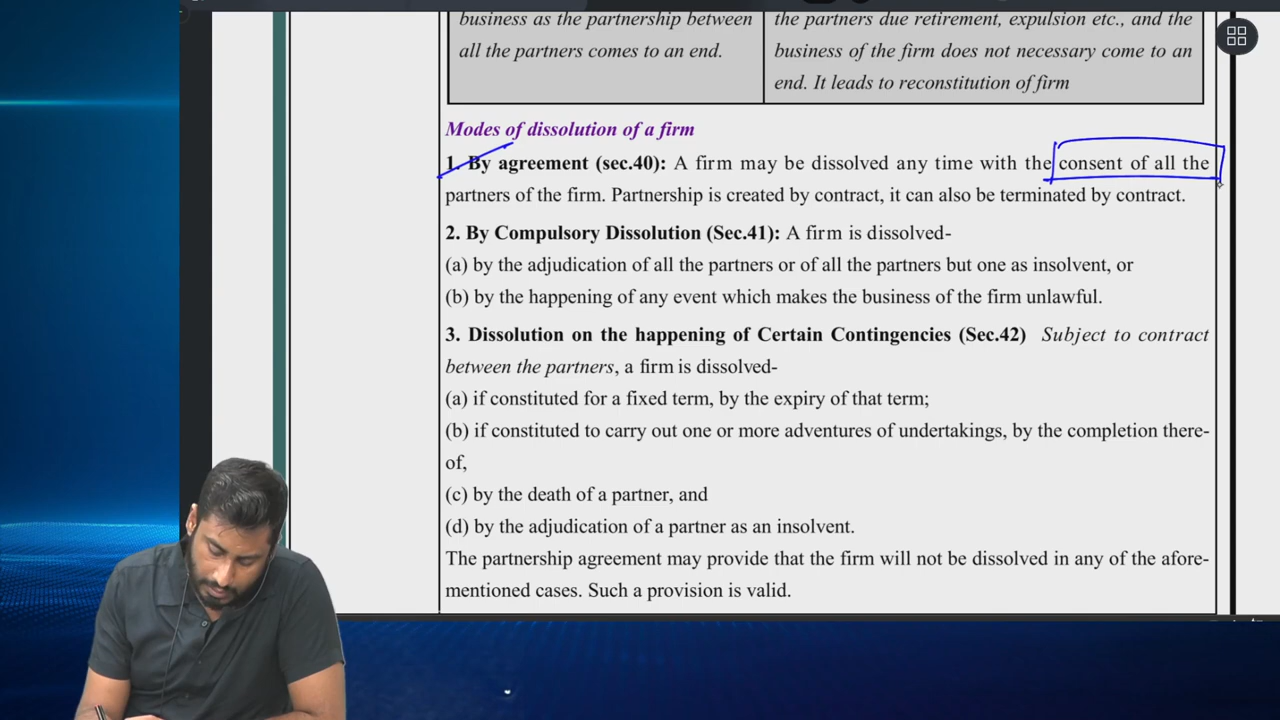 business as the partnership between
all the partners comes to an end.
the partners due retirement, expulsion etc., and the
business of the firm does not necessary come to an
end. It leads to reconstitution of firm
Modes of dissolution of a firm
1. By agreement (sec.40): A firm may be dissolved any time with the consent of all the
partners of the firm. Partnership is created by contract, it can also be terminated by contract.
2. By Compulsory Dissolution (Sec.41): A firm is dissolved-
(a) by the adjudication of all the partners or of all the partners but one as insolvent, or
(b) by the happening of any event which makes the business of the firm unlawful.
3. Dissolution on the happening of Certain Contingencies (Sec.42) Subject to contract
between the partners, a firm is dissolved-
(a) if constituted for a fixed term, by the expiry of that term;
(b) if constituted to carry out one or more adventures of undertakings, by the completion there-
of,
(c) by the death of a partner, and
(d) by the adjudication of a partner as an insolvent.
The partnership agreement may provide that the firm will not be dissolved in any of the afore-
mentioned cases. Such a provision is valid.